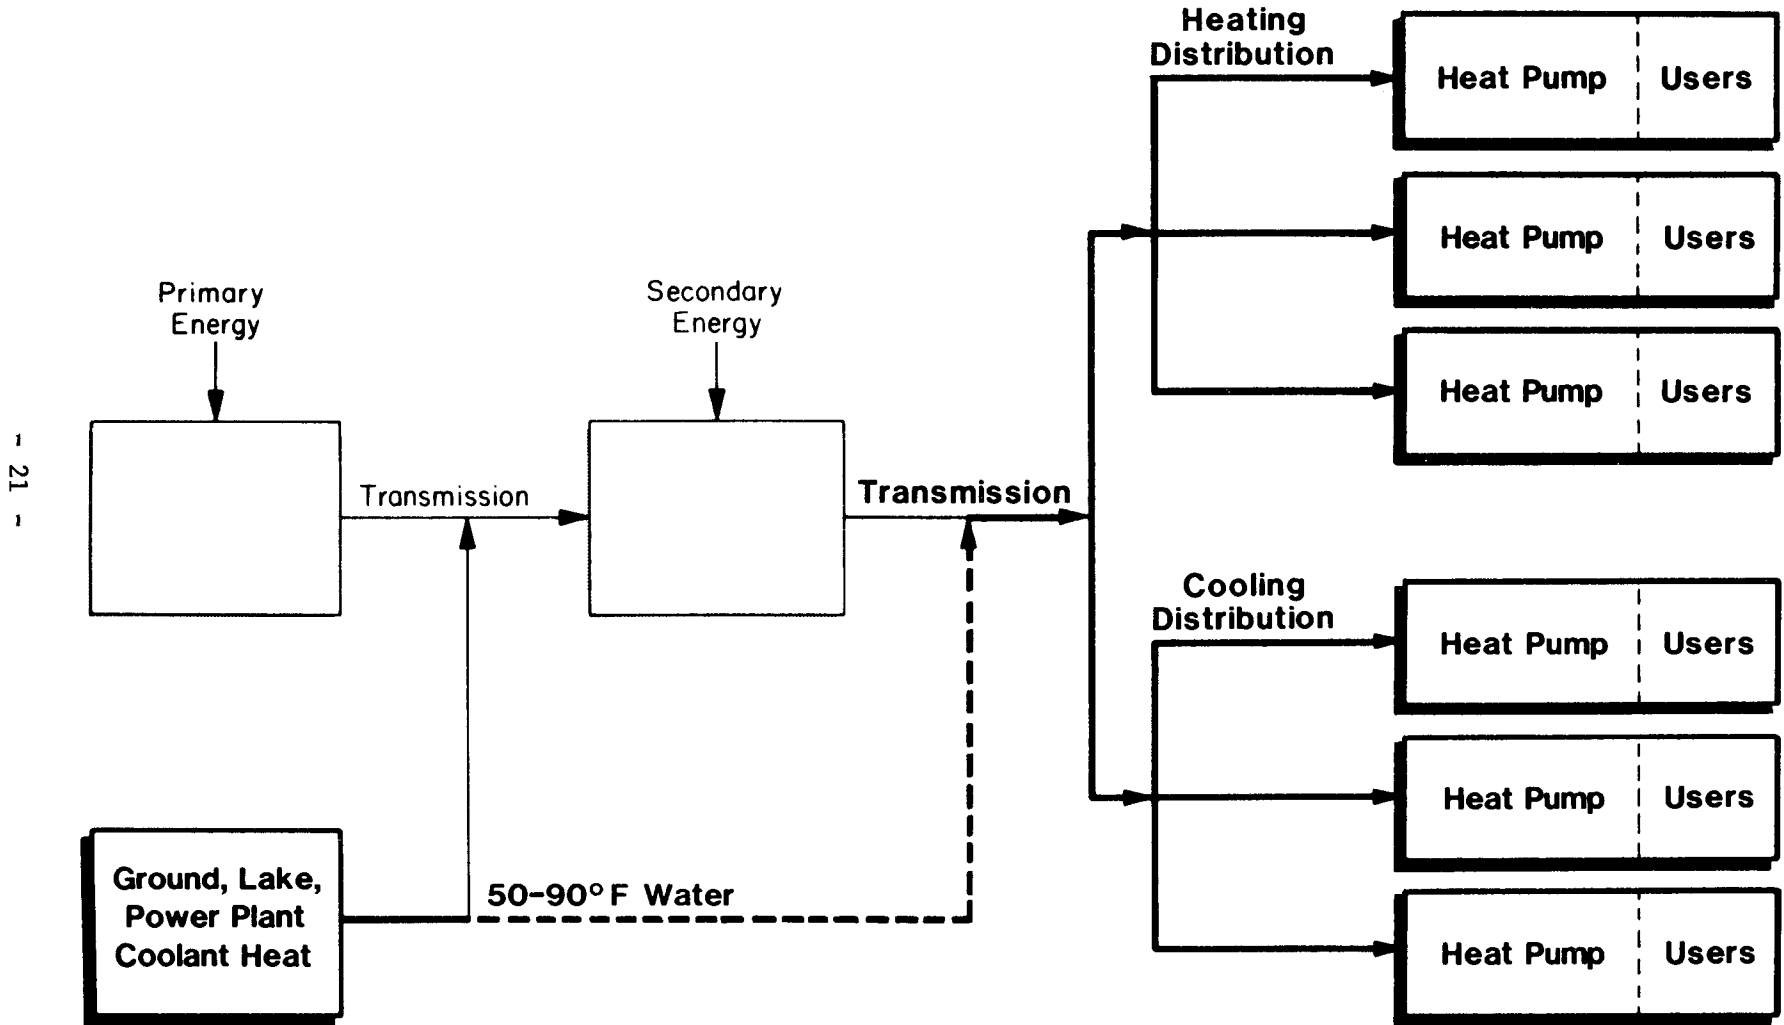 Heating
Distribution
Heat Pump Users
Heat Pump Users
Heat Pump Users
Primary
Energy
Secondary
Energy
Transmission
Transmission
- 21 -
Cooling
Distribution
Heat Pump Users
Heat Pump Users
Heat Pump Users
Ground, Lake,
Power Plant
Coolant Heat
50-90° F Water